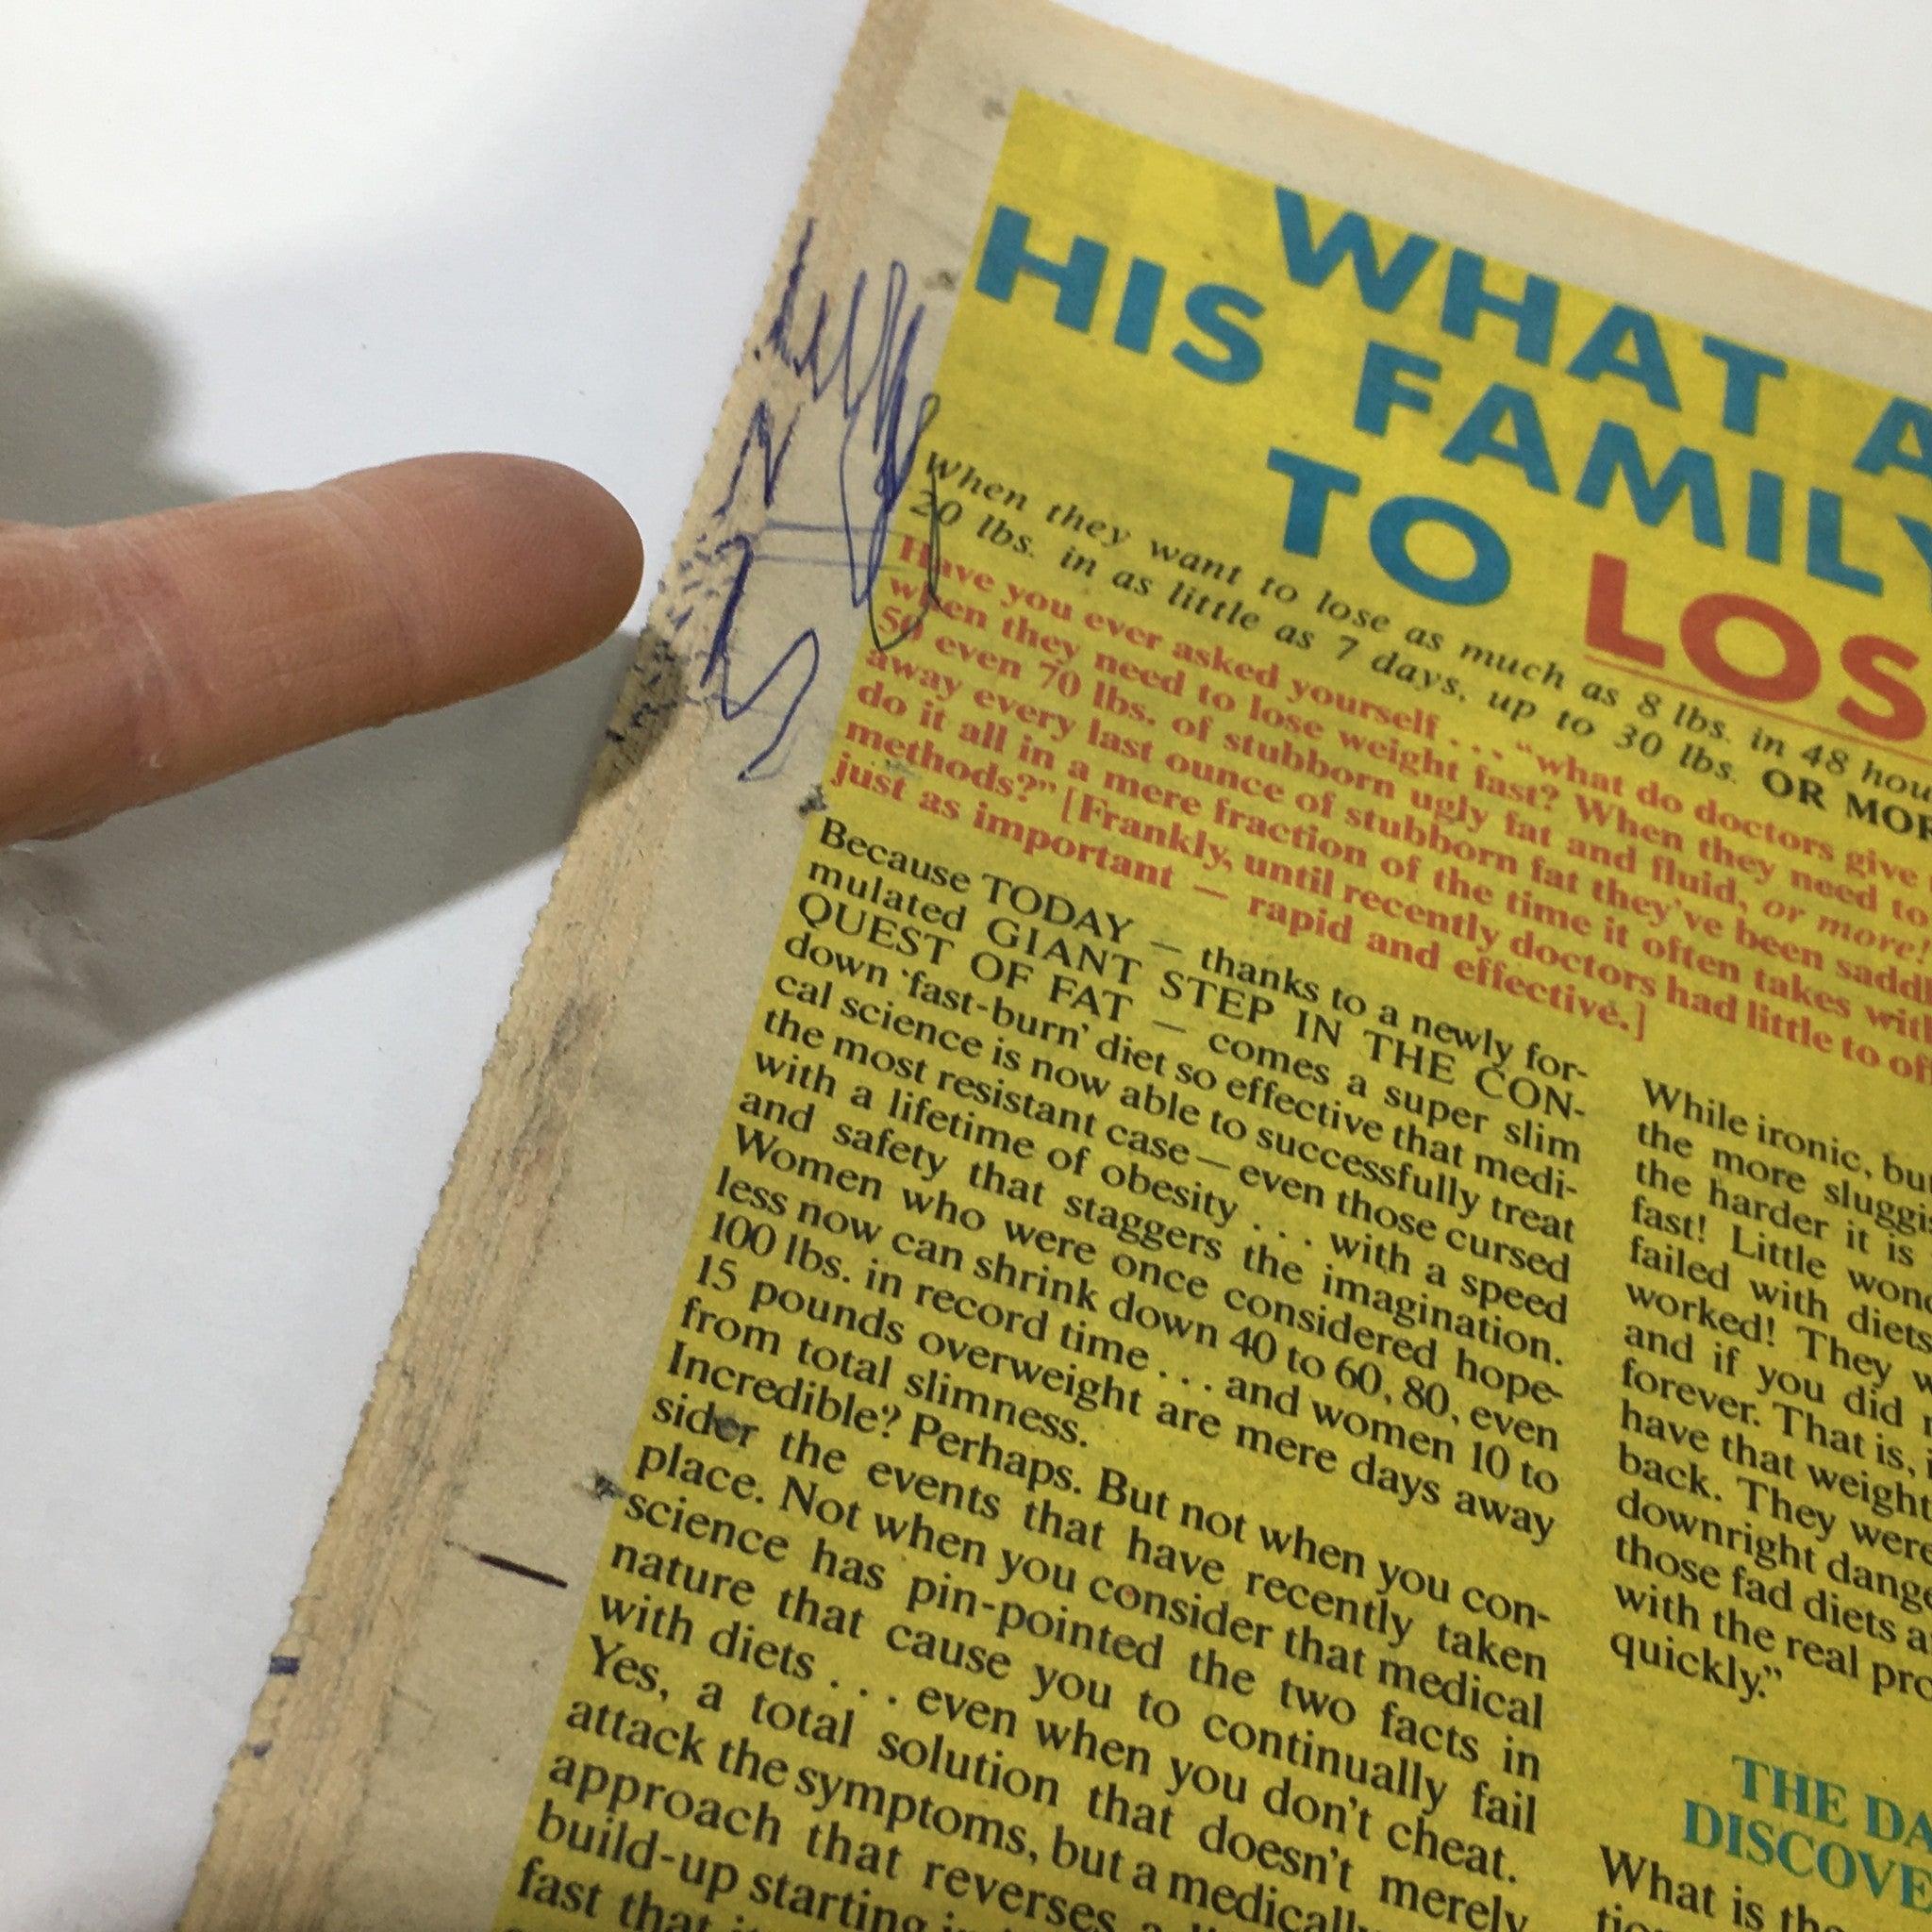 WHAT A
HIS FAMILY
TO LOS
When they want to lose as much as 8 lbs. in 48 hou
20 lbs. in as little as 7 days, up to 30 lbs. OR MOR
Have you ever asked yourself . . . “what do doctors give
when they need to lose weight fast? When they need to
50 even 70 lbs. of stubborn ugly fat and fluid, or more!
away every last ounce of stubborn fat they’ve been saddl
do it all in a mere fraction of the time it often takes with
methods?” [Frankly, until recently doctors had little to of
just as important — rapid and effective.]
Because TODAY — thanks to a newly for-
mulated GIANT STEP IN THE CON-
QUEST OF FAT — comes a super slim
down ‘fast-burn’ diet so effective that medi-
cal science is now able to successfully treat
the most resistant case — even those cursed
with a lifetime of obesity . . . with a speed
and safety that staggers the imagination.
Women who were once considered hope-
less now can shrink down 40 to 60, 80, even
100 lbs. in record time . . . and women 10 to
15 pounds overweight are mere days away
from total slimness.
Incredible? Perhaps. But not when you con-
sider the events that have recently taken
place. Not when you consider that medical
science has pin-pointed the two facts in
nature that cause you to continually fail
with diets . . . even when you don’t cheat.
Yes, a total solution that doesn’t merely
attack the symptoms, but a medically
approach that reverses a
build-up starting
fast that
While ironic, but
the more sluggis
the harder it is
fast! Little wond
failed with diets
worked! They w
and if you did
forever. That is,
have that weight
back. They were
downright dange
those fad diets a
with the real pro
quickly.”
THE DA
DISCOVE
What is the